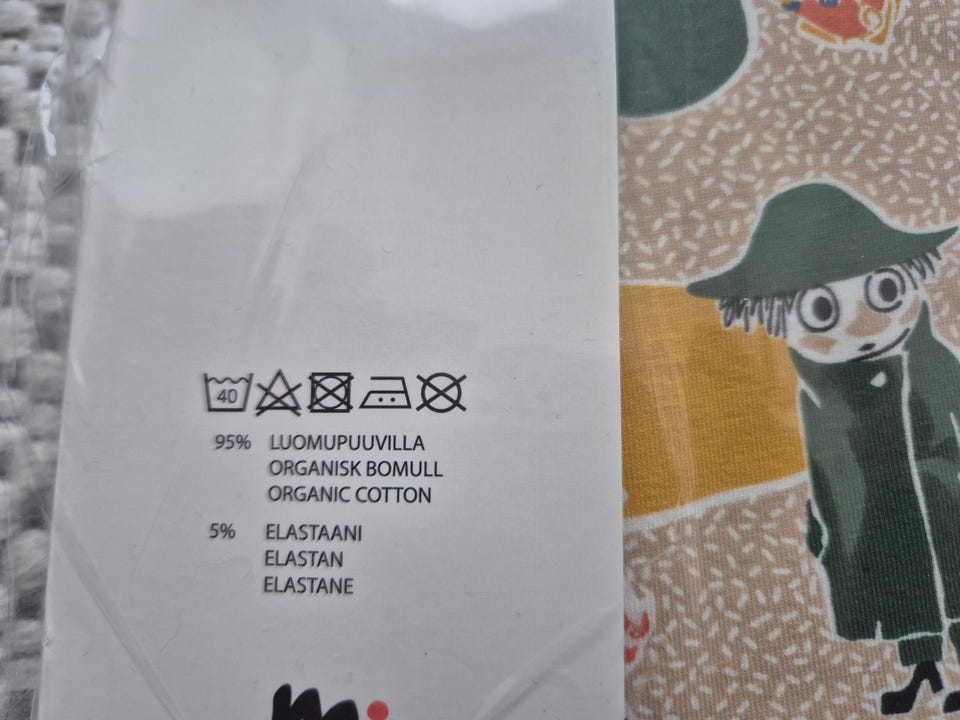 40
95% LUOMUPUUVILLA
ORGANISK BOMULL
ORGANIC COTTON
5% ELASTAANI
ELASTAN
ELASTANE